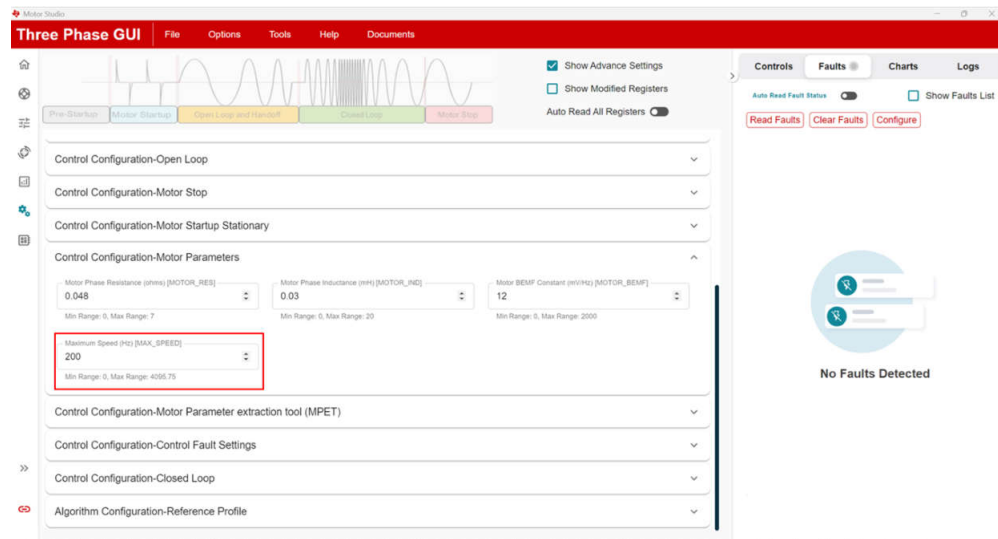 Motor Studio
Three Phase GUI File Options Tools Help Documents
Show Advance Settings
Show Modified Registers
Auto Read All Registers
Pre-Startup Motor Startup Open Loop and Handoff Closed Loop Motor Stop
Control Configuration-Open Loop
Control Configuration-Motor Stop
Control Configuration-Motor Startup Stationary
Control Configuration-Motor Parameters
Motor Phase Resistance (ohms) [MOTOR_RES] Motor Phase Inductance (mH) [MOTOR_IND] Motor BEMF Constant (mV/Hz) [MOTOR_BEMF]
0.048 0.03 12
Min Range: 0, Max Range: 7 Min Range: 0, Max Range: 20 Min Range: 0, Max Range: 2000
Maximum Speed (Hz) [MAX_SPEED]
200
Min Range: 0, Max Range: 4095.75
Control Configuration-Motor Parameter extraction tool (MPET)
Control Configuration-Control Fault Settings
Control Configuration-Closed Loop
Algorithm Configuration-Reference Profile
Controls Faults Charts Logs
Auto Read Fault Status Show Faults List
Read Faults Clear Faults Configure
No Faults Detected